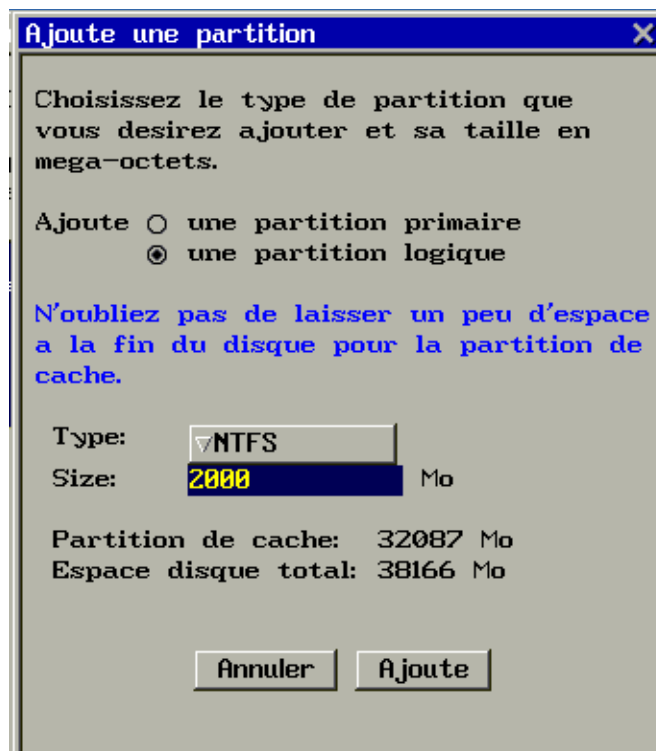 Ajoute une partition
Choisissez le type de partition que
vous desirez ajouter et sa taille en
mega-octets.
Ajoute une partition primaire
une partition logique
N'oubliez pas de laisser un peu d'espace
a la fin du disque pour la partition de
cache.
Type: NTFS
Size: 2000 Mo
Partition de cache: 32087 Mo
Espace disque total: 38166 Mo
Annuler Ajoute